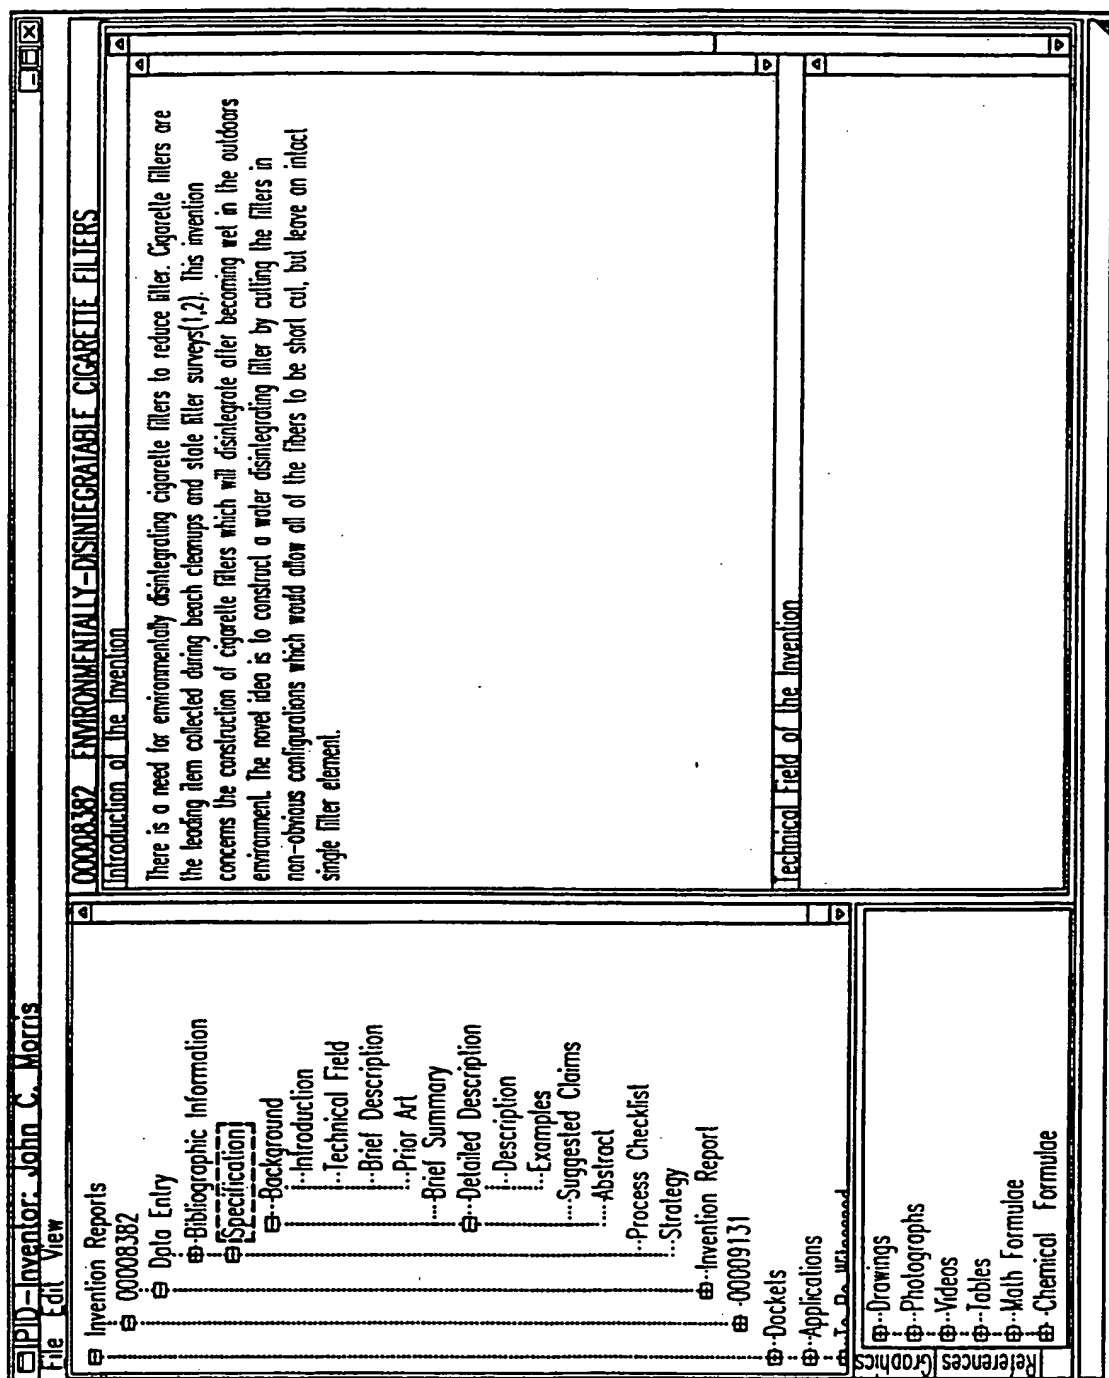 IPID-Inventor: John C. Morris
File Edit View
Invention Reports
00008382
Data Entry
Bibliographic Information
Specification
Background
Introduction
Technical Field
Brief Description
Prior Art
Brief Summary
Detailed Description
Description
Examples
Suggested Claims
Abstract
Process Checklist
Strategy
Invention Report
00009131
Dockets
Applications
To Be Witnessed
Graphics
References
Drawings
Photographs
Videos
Tables
Math Formulae
Chemical Formulae
00008382 ENVIRONMENTALLY-DISINTEGRATABLE CIGARETTE FILTERS
Introduction of the Invention
There is a need for environmentally disintegrating cigarette filters to reduce litter. Cigarette filters are
the leading item collected during beach cleanups and state litter surveys(1,2). This invention
concerns the construction of cigarette filters which will disintegrate after becoming wet in the outdoors
environment. The novel idea is to construct a water disintegrating filter by cutting the filters in
non-obvious configurations which would allow all of the fibers to be short cut, but leave an intact
single filter element.
Technical Field of the Invention